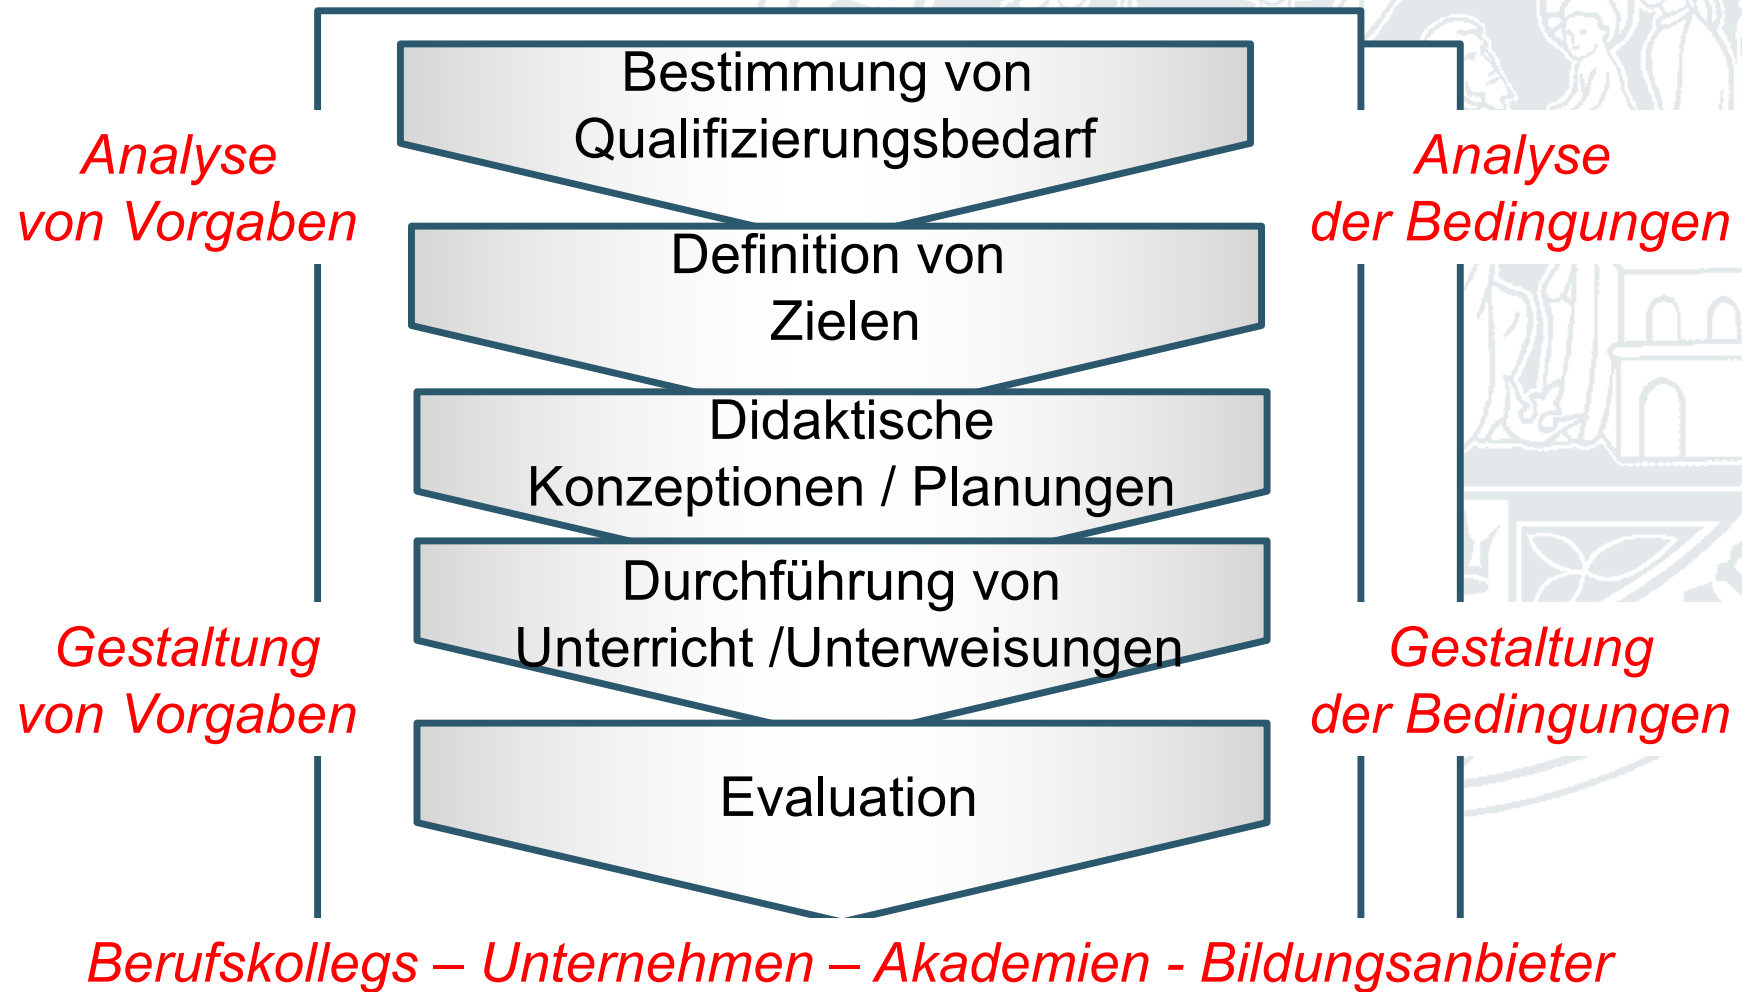 Bestimmung von
Qualifizierungsbedarf
Analyse
von Vorgaben
Analyse
der Bedingungen
Definition von
Zielen
Didaktische
Konzeptionen / Planungen
Durchführung von
Unterricht /Unterweisungen
Gestaltung
von Vorgaben
Gestaltung
der Bedingungen
Evaluation
Berufskollegs – Unternehmen – Akademien - Bildungsanbieter